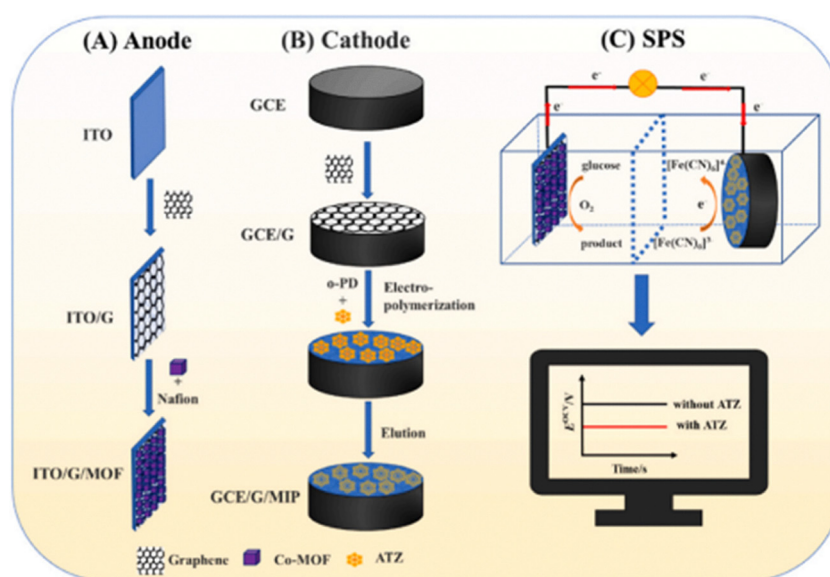 (A) Anode
(B) Cathode
(C) SPS
ITO
ITO/G
+
Nafion
ITO/G/MOF
GCE
GCE/G
o-PD
+
Electro-
polymerization
Elution
GCE/G/MIP
Graphene
Co-MOF
ATZ
e⁻
e⁻
e⁻
e⁻
glucose
O₂
product
[Fe(CN)₆]⁴
e⁻
[Fe(CN)₆]³
E^OCV/V
without ATZ
with ATZ
Time/s